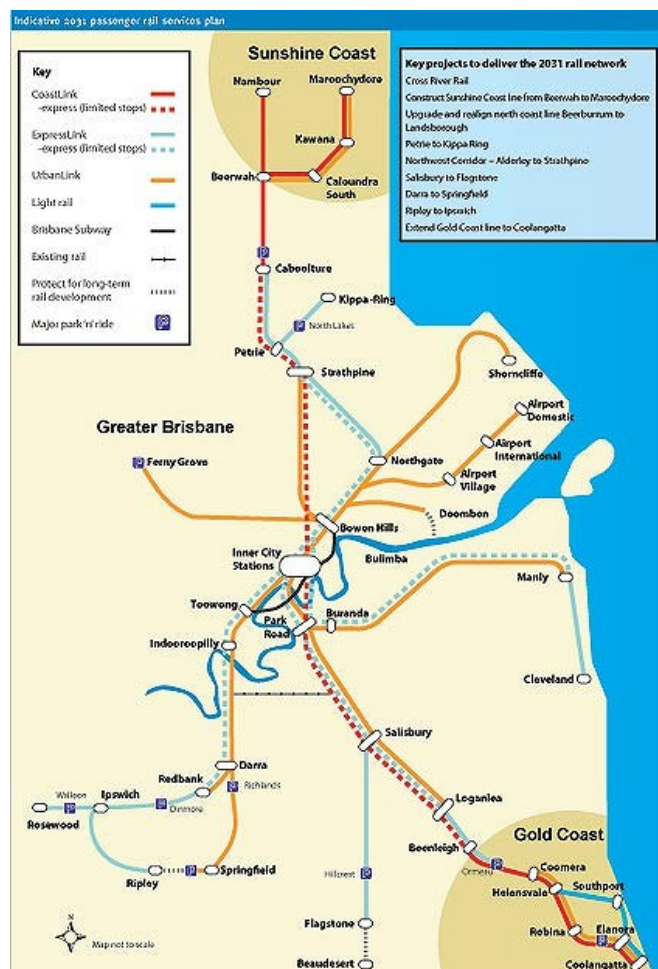 Indicative 2031 passenger rail services plan
Key
CoastLink
-express (limited stops)
ExpressLink
-express (limited stops)
UrbanLink
Light rail
Brisbane Subway
Existing rail
Protect for long-term
rail development
Major park 'n' ride
P
Key projects to deliver the 2031 rail network
Cross River Rail
Construct Sunshine Coast line from Beerwah to Maroochydore
Upgrade and realign north coast line Beerburrum to
Landsborough
Petrie to Kippa Ring
Northwest Corridor – Alderley to Strathpine
Salisbury to Flagstone
Darra to Springfield
Ripley to Ipswich
Extend Gold Coast line to Coolangatta
Sunshine Coast
Nambour
Maroochydore
Kawana
Beerwah
Caloundra
South
P
Caboolture
Kippa-Ring
P
North Lakes
Petrie
Strathpine
Shorncliffe
Greater Brisbane
Airport
Domestic
Airport
International
P
Ferny Grove
Northgate
Airport
Village
Doomben
Bowen Hills
Inner City
Stations
Bulimba
Manly
Toowong
Park
Road
Buranda
Indooroopilly
Cleveland
Salisbury
Darra
Redbank
P
Richlands
Walloon
P
Ipswich
P
Dinmore
Rosewood
Loganlea
Gold Coast
Beenleigh
P
Ormeau
Coomera
Ripley
P
Springfield
Hillcrest
P
Helensvale
Southport
Flagstone
Robina
P
Elanora
N
Map not to scale
Beaudesert
Coolangatta